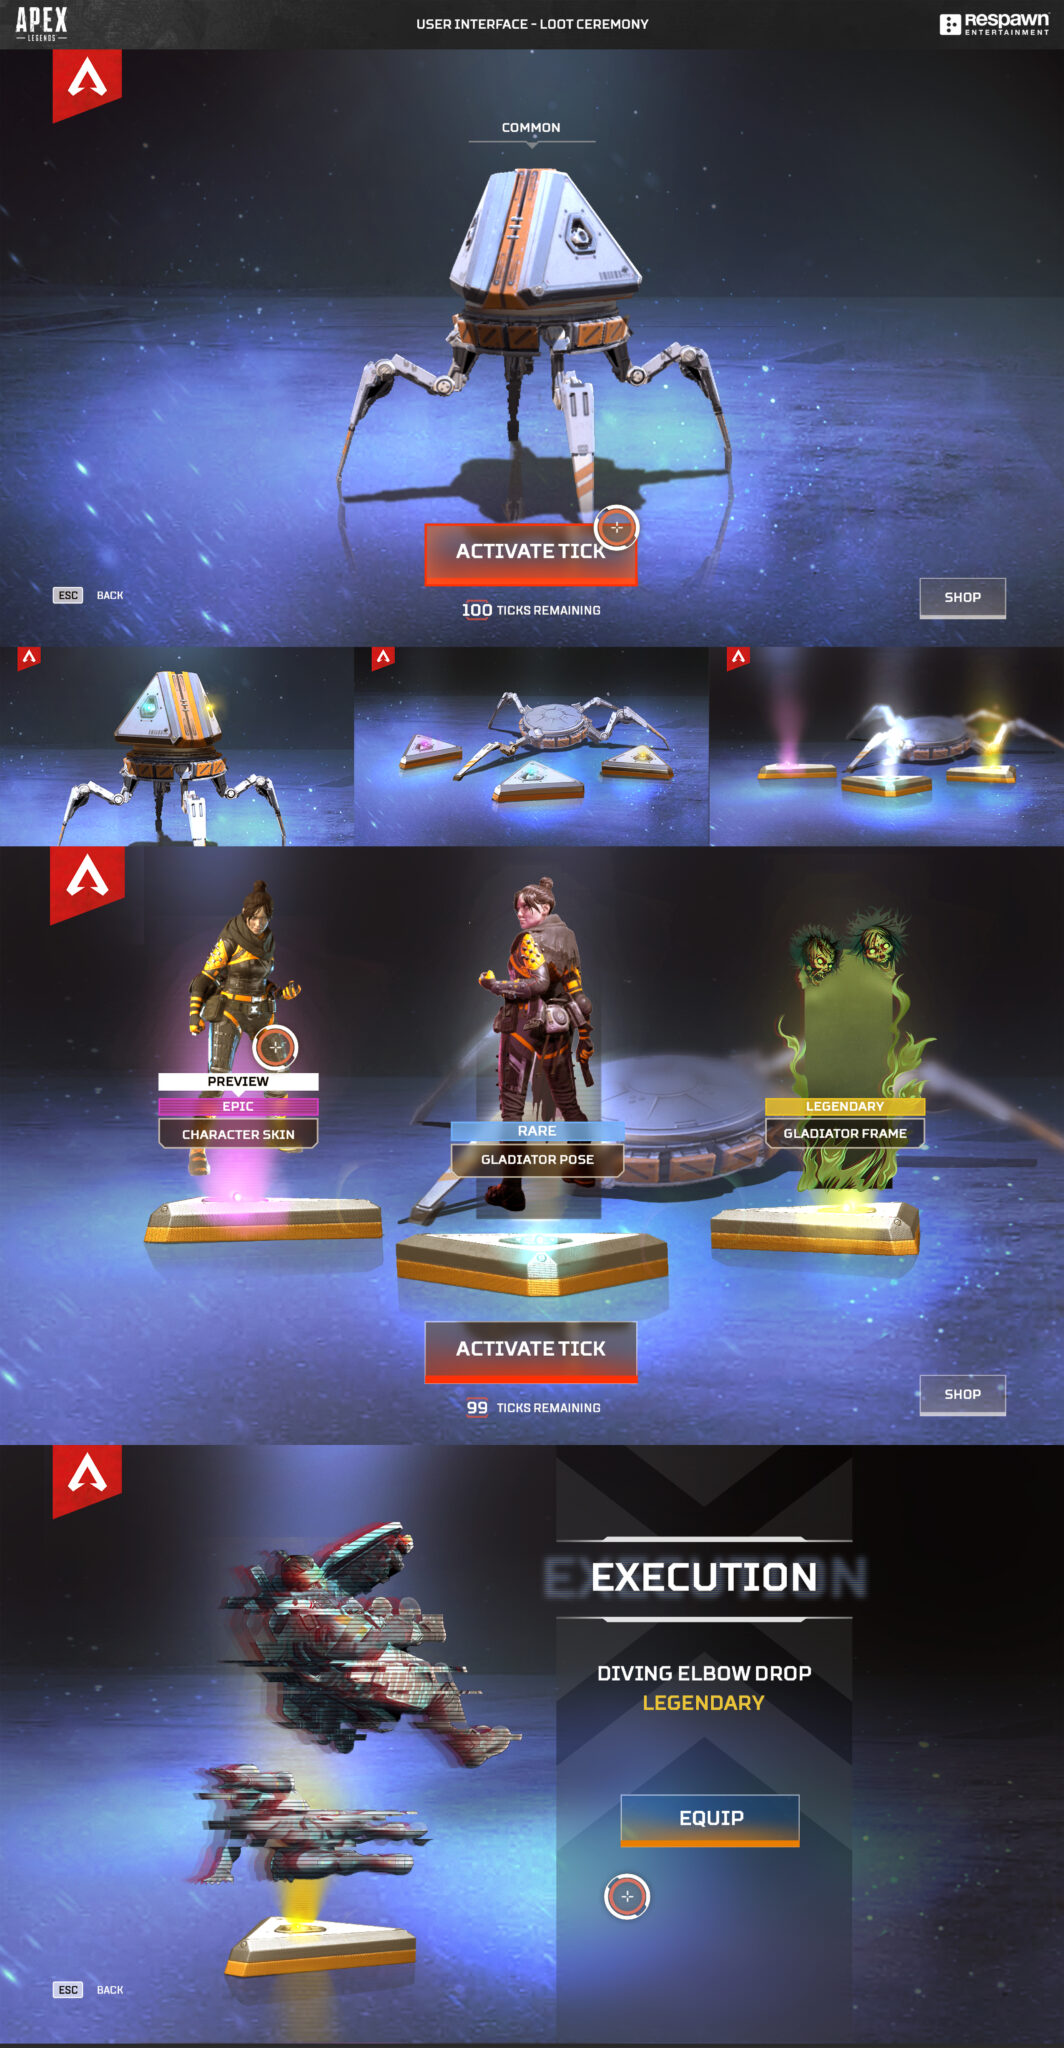 APEX
LEGENDS
USER INTERFACE - LOOT CEREMONY
RESPAWN
ENTERTAINMENT
COMMON
ACTIVATE TICK
ESC BACK
100 TICKS REMAINING
SHOP
PREVIEW
EPIC
CHARACTER SKIN
RARE
GLADIATOR POSE
LEGENDARY
GLADIATOR FRAME
ACTIVATE TICK
99 TICKS REMAINING
SHOP
EXECUTION
DIVING ELBOW DROP
LEGENDARY
EQUIP
ESC BACK